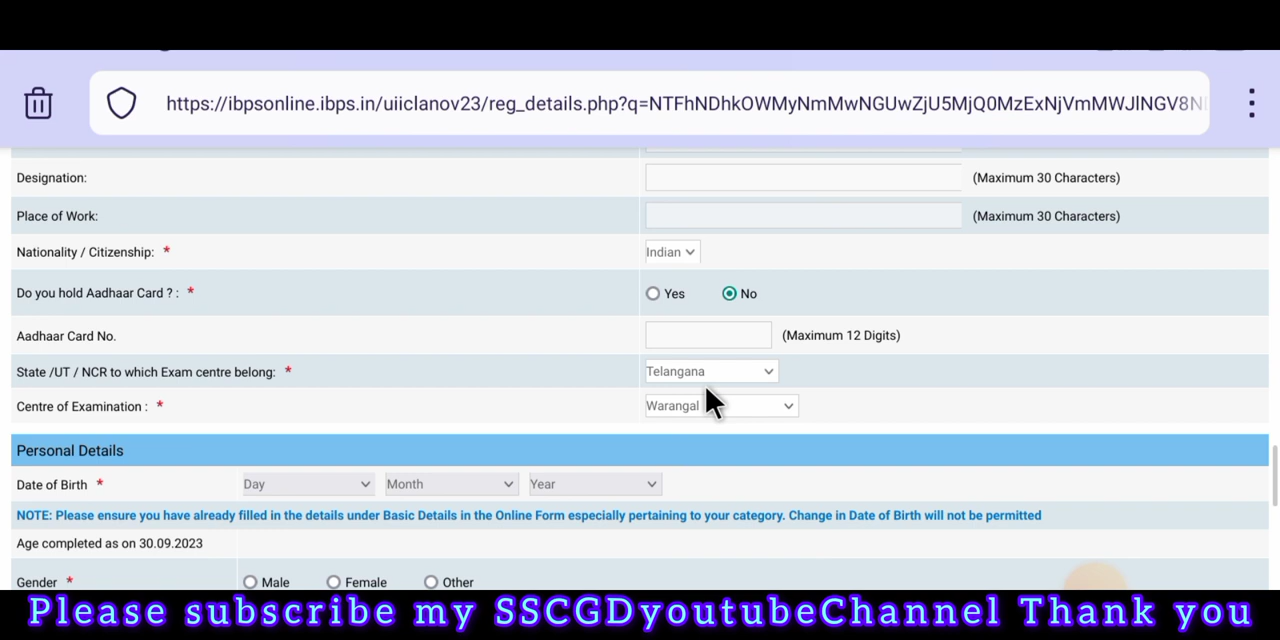 https://ibpsonline.ibps.in/uiiclanov23/reg_details.php?q=NTFhNDhkOWMyNmMwNGUwZjU5MjQ0MzExNjVmMWJlNGV8N
Designation: (Maximum 30 Characters)
Place of Work: (Maximum 30 Characters)
Nationality / Citizenship: * Indian
Do you hold Aadhaar Card ? : * Yes No
Aadhaar Card No. (Maximum 12 Digits)
State /UT / NCR to which Exam centre belong: * Telangana
Centre of Examination : * Warangal
Personal Details
Date of Birth * Day Month Year
NOTE: Please ensure you have already filled in the details under Basic Details in the Online Form especially pertaining to your category. Change in Date of Birth will not be permitted
Age completed as on 30.09.2023
Gender * Male Female Other
Please subscribe my SSCGDyoutubeChannel Thank you